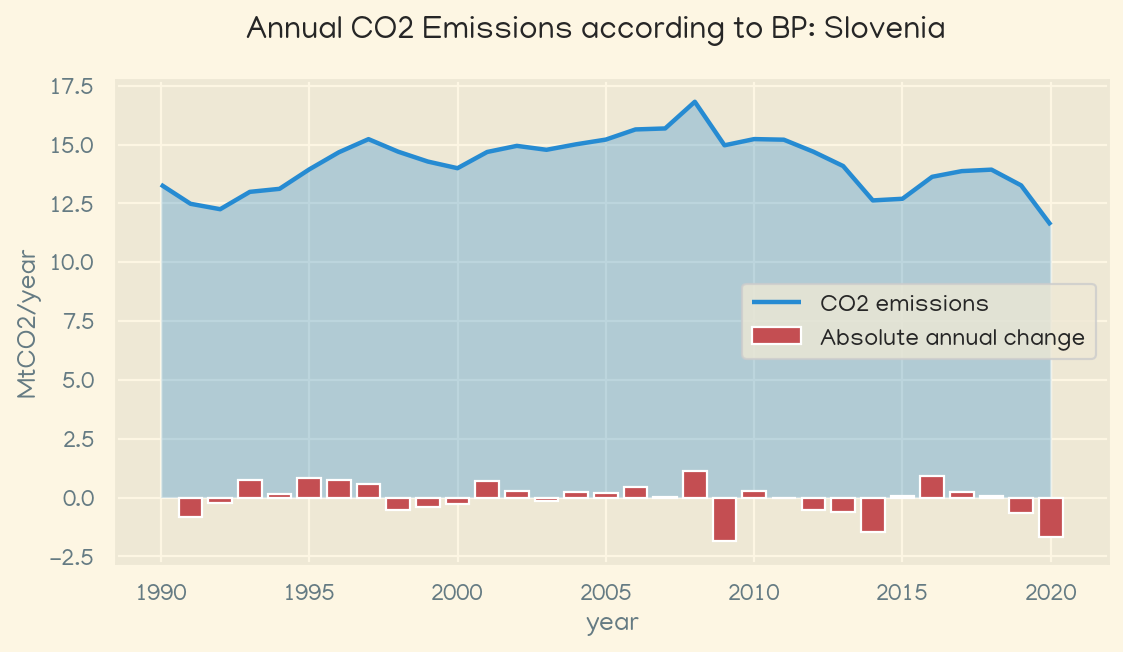 Annual CO2 Emissions according to BP: Slovenia
MtCO2/year
17.5
15.0
12.5
10.0
7.5
5.0
2.5
0.0
−2.5
CO2 emissions
Absolute annual change
1990 1995 2000 2005 2010 2015 2020
year